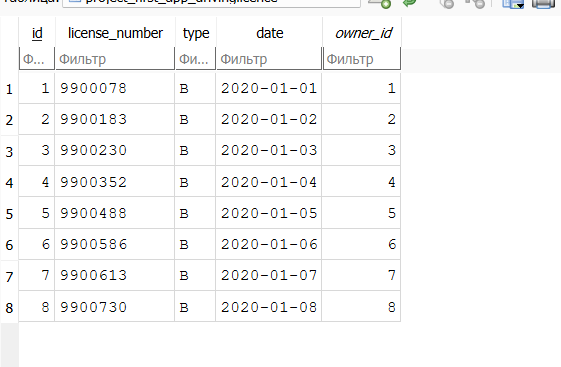 Таблица: project_first_app_drivinglicence
id license_number type date owner_id
Ф... Фильтр Фи... Фильтр Фильтр
1 1 9900078 B 2020-01-01 1
2 2 9900183 B 2020-01-02 2
3 3 9900230 B 2020-01-03 3
4 4 9900352 B 2020-01-04 4
5 5 9900488 B 2020-01-05 5
6 6 9900586 B 2020-01-06 6
7 7 9900613 B 2020-01-07 7
8 8 9900730 B 2020-01-08 8